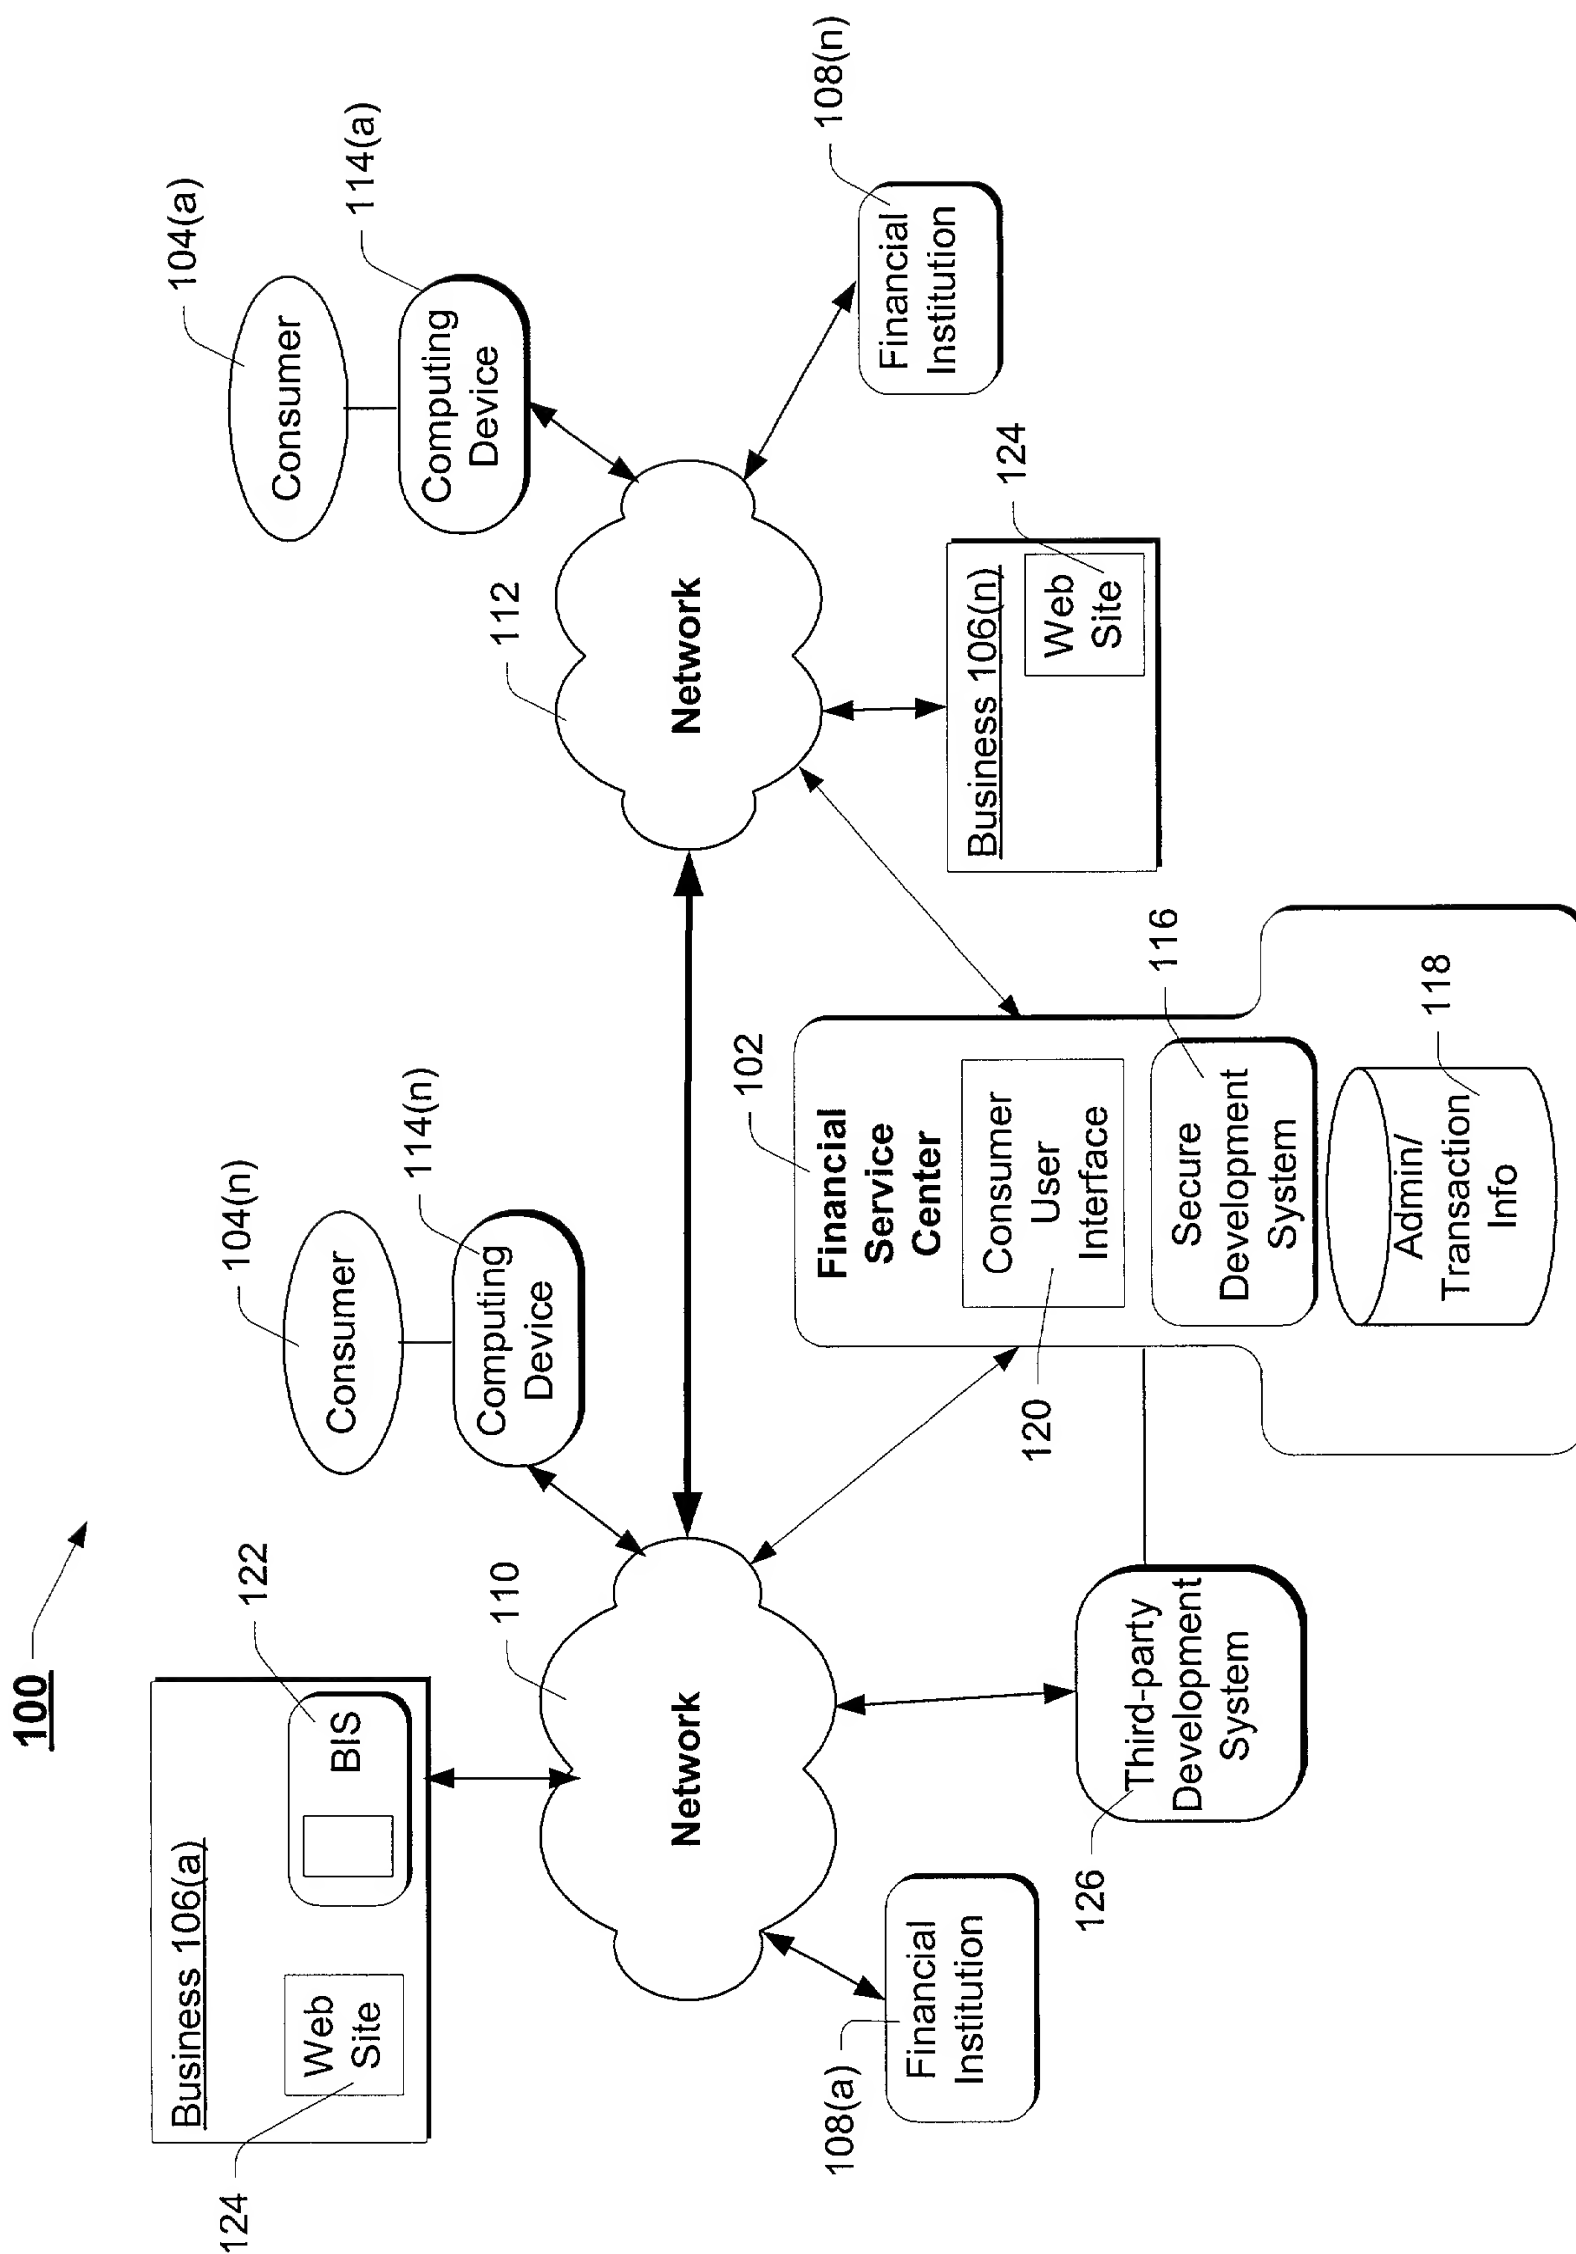 100
Business 106(a)
Web
Site
124
BIS
122
Consumer
104(n)
Computing
Device
114(n)
Consumer
104(a)
Computing
Device
114(a)
Network
110
Network
112
108(a)
Financial
Institution
126
Third-party
Development
System
102
Financial
Service
Center
Consumer
User
Interface
120
Secure
Development
System
116
Admin/
Transaction
Info
118
Business 106(n)
Web
Site
124
Financial
Institution
108(n)